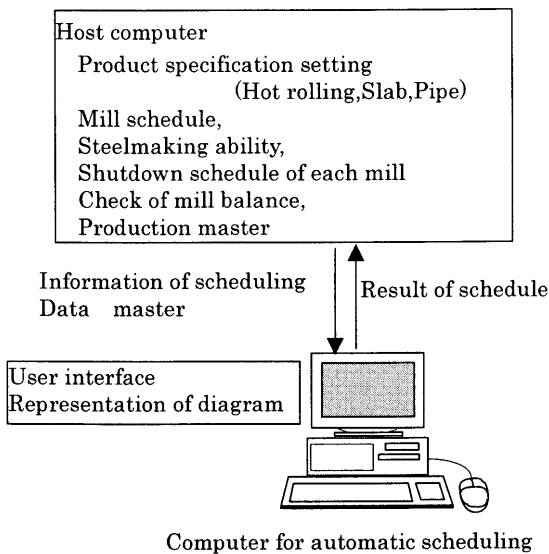 Host computer
Product specification setting
(Hot rolling,Slab,Pipe)
Mill schedule,
Steelmaking ability,
Shutdown schedule of each mill
Check of mill balance,
Production master
Information of scheduling
Data master
Result of schedule
User interface
Representation of diagram
Computer for automatic scheduling